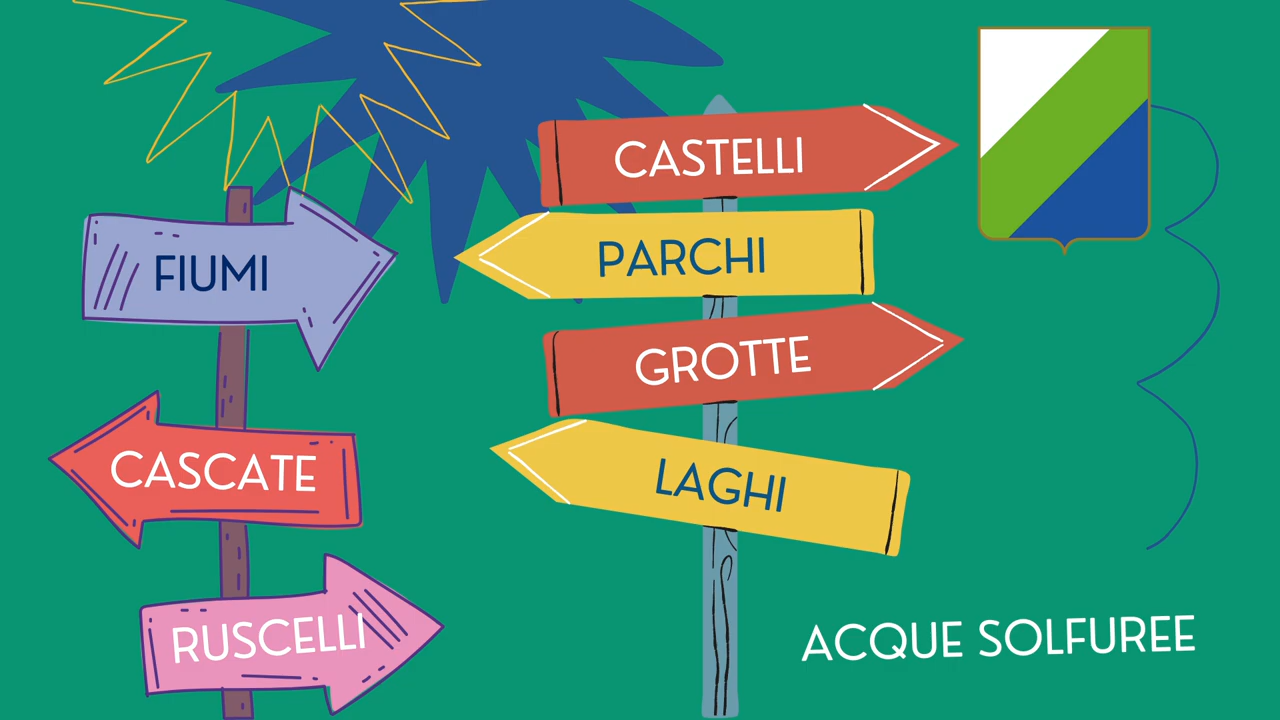 FIUMI
CASCATE
RUSCELLI
CASTELLI
PARCHI
GROTTE
LAGHI
ACQUE SOLFUREE